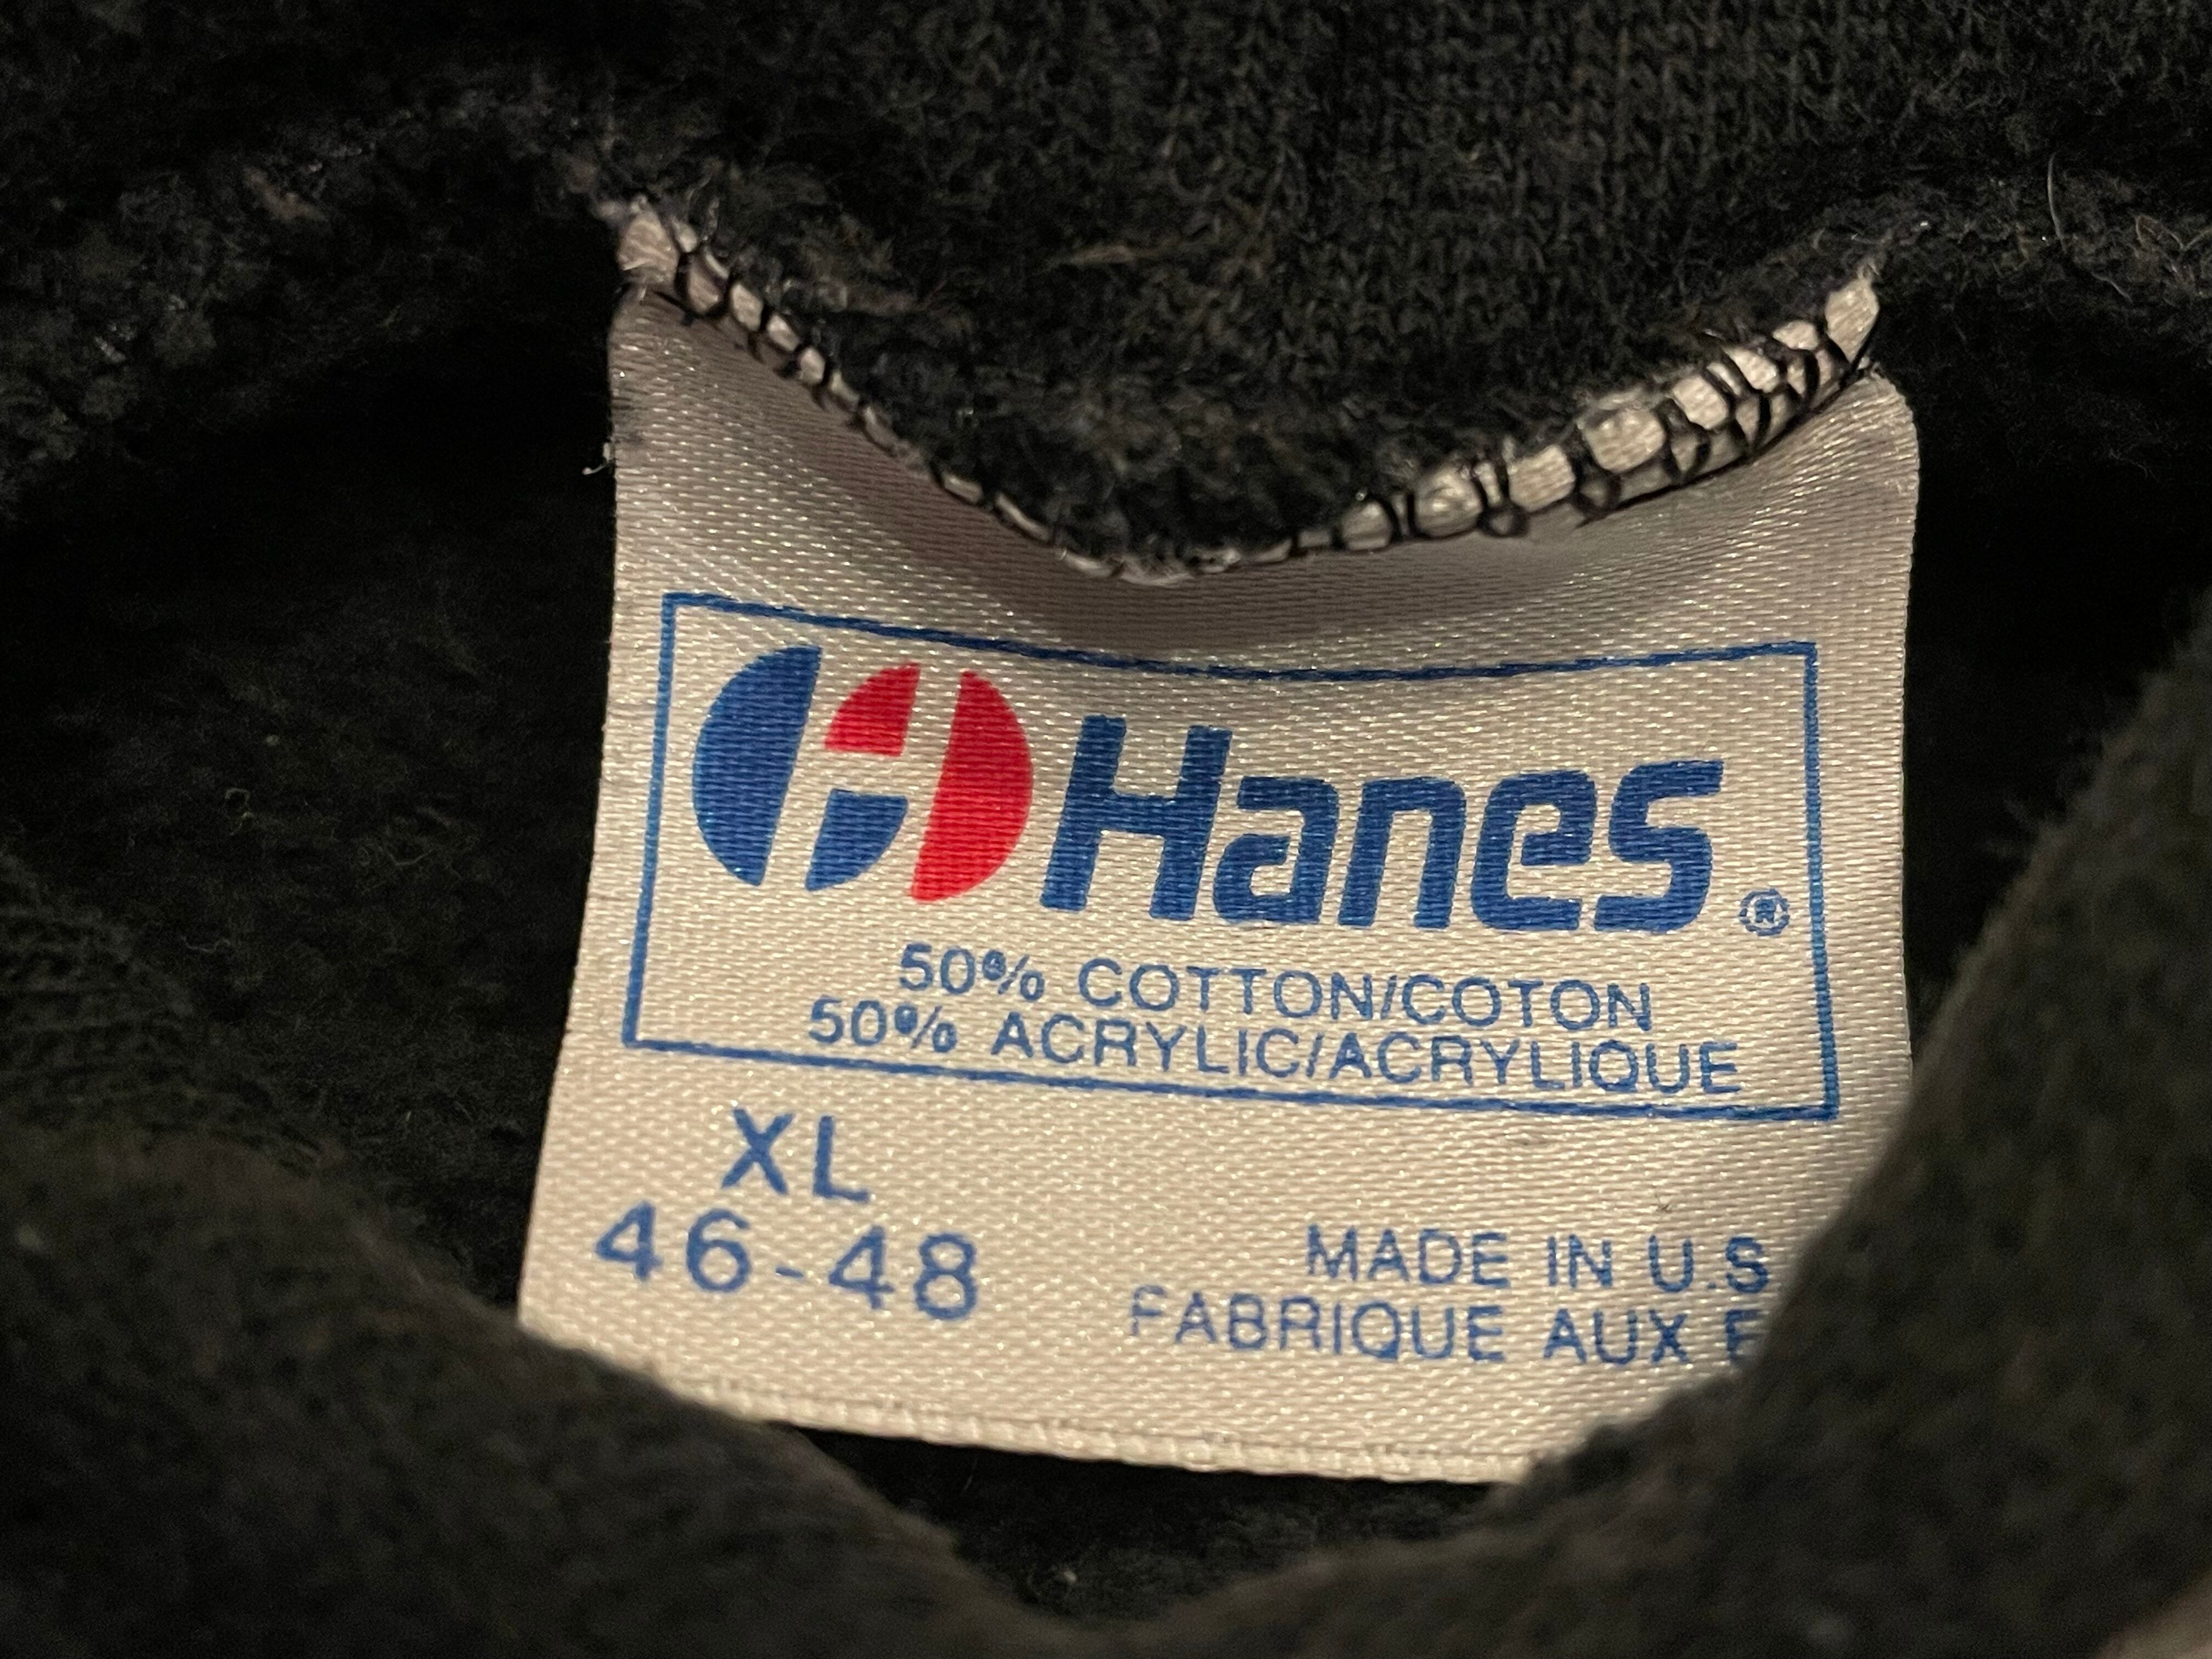 Hanes®
50% COTTON/COTON
50% ACRYLIC/ACRYLIQUE
XL
46-48
MADE IN U.S
FABRIQUE AUX E